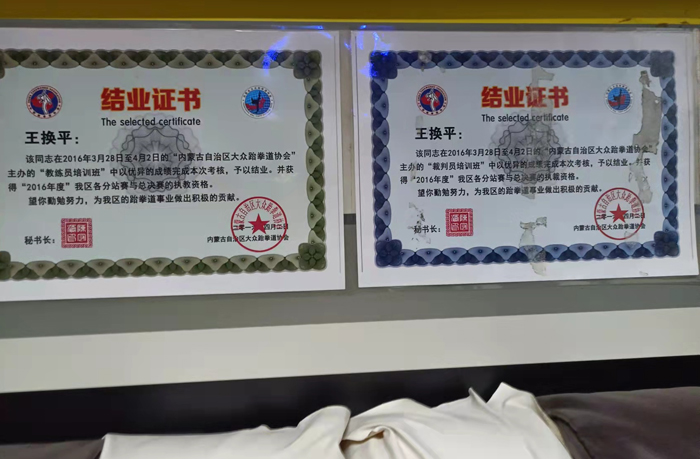 结业证书
The selected certificate
王换平：
该同志在2016年3月28日至4月2日的“内蒙古自治区大众跆拳道协会”
主办的“教练员培训班”中以优异的成绩完成本次考核，予以结业。并获
得“2016年度”我区各分站赛与总决赛的执教资格。
望你勤勉努力，为我区的跆拳道事业做出积极的贡献。
秘书长：
内蒙古自治区大众跆拳道协会
结业证书
The selected certificate
王换平：
该同志在2016年3月28日至4月2日的“内蒙古自治区大众跆拳道协会”
主办的“裁判员培训班”中以优异的成绩完成本次考核，予以结业。并获
得“2016年度”我区各分站赛与总决赛的执裁资格。
望你勤勉努力，为我区的跆拳道事业做出积极的贡献。
秘书长：
内蒙古自治区大众跆拳道协会